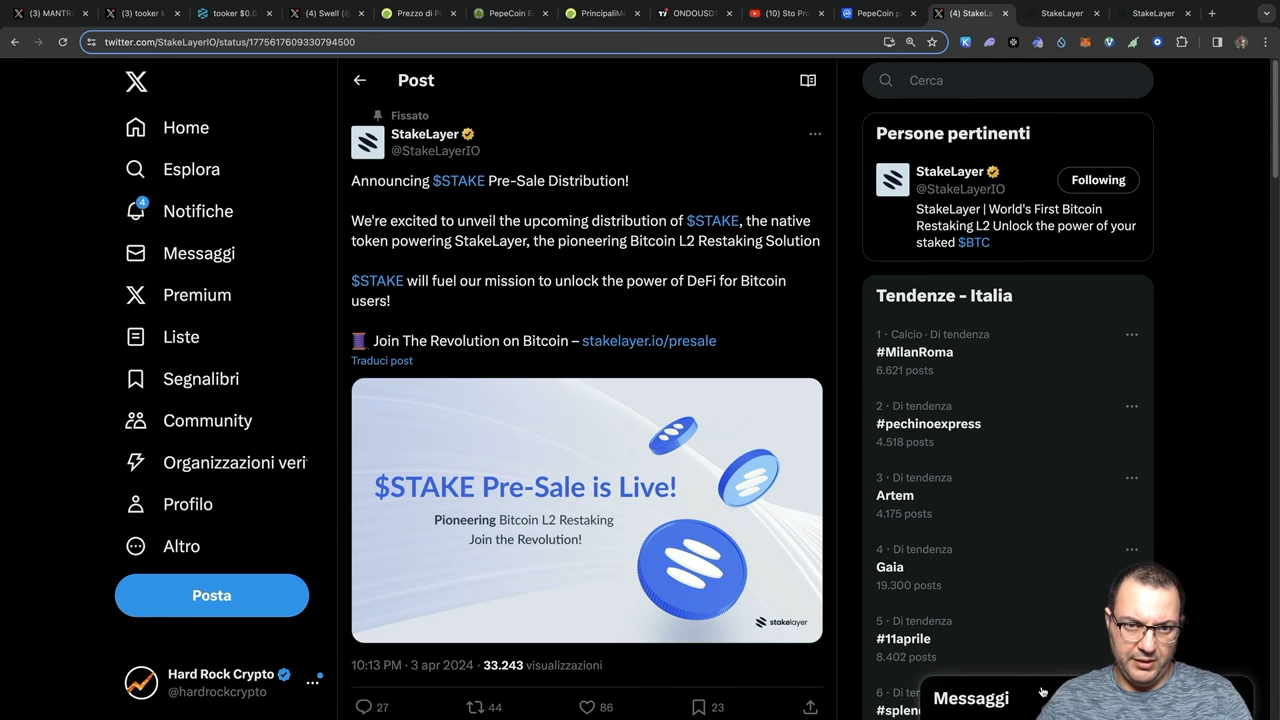 (3) MANTR
(3) tooker k
tooker $0.0
(4) Swell (@
Prezzo di P
PepeCoin E
PrincipaliMe
ONDOUSD
(10) Sto Pro
PepeCoin p
(4) StakeLa
StakeLayer
StakeLayer
twitter.com/StakeLayerIO/status/1775617609330794500
Home
Esplora
4
Notifiche
Messaggi
Premium
Liste
Segnalibri
Community
Organizzazioni veri
Profilo
Altro
Posta
Hard Rock Crypto
@hardrockcrypto
Post
Fissato
StakeLayer
@StakeLayerIO
Announcing $STAKE Pre-Sale Distribution!
We're excited to unveil the upcoming distribution of $STAKE, the native
token powering StakeLayer, the pioneering Bitcoin L2 Restaking Solution
$STAKE will fuel our mission to unlock the power of DeFi for Bitcoin
users!
Join The Revolution on Bitcoin – stakelayer.io/presale
Traduci post
$STAKE Pre-Sale is Live!
Pioneering Bitcoin L2 Restaking
Join the Revolution!
stakelayer
10:13 PM · 3 apr 2024 · 33.243 visualizzazioni
27
44
86
23
Cerca
Persone pertinenti
StakeLayer
@StakeLayerIO
Following
StakeLayer | World's First Bitcoin
Restaking L2 Unlock the power of your
staked $BTC
Tendenze – Italia
1 · Calcio · Di tendenza
#MilanRoma
6.621 posts
2 · Di tendenza
#pechinoexpress
4.518 posts
3 · Di tendenza
Artem
4.175 posts
4 · Di tendenza
Gaia
19.300 posts
5 · Di tendenza
#11aprile
8.402 posts
6 · Di ten
#splen
Messaggi